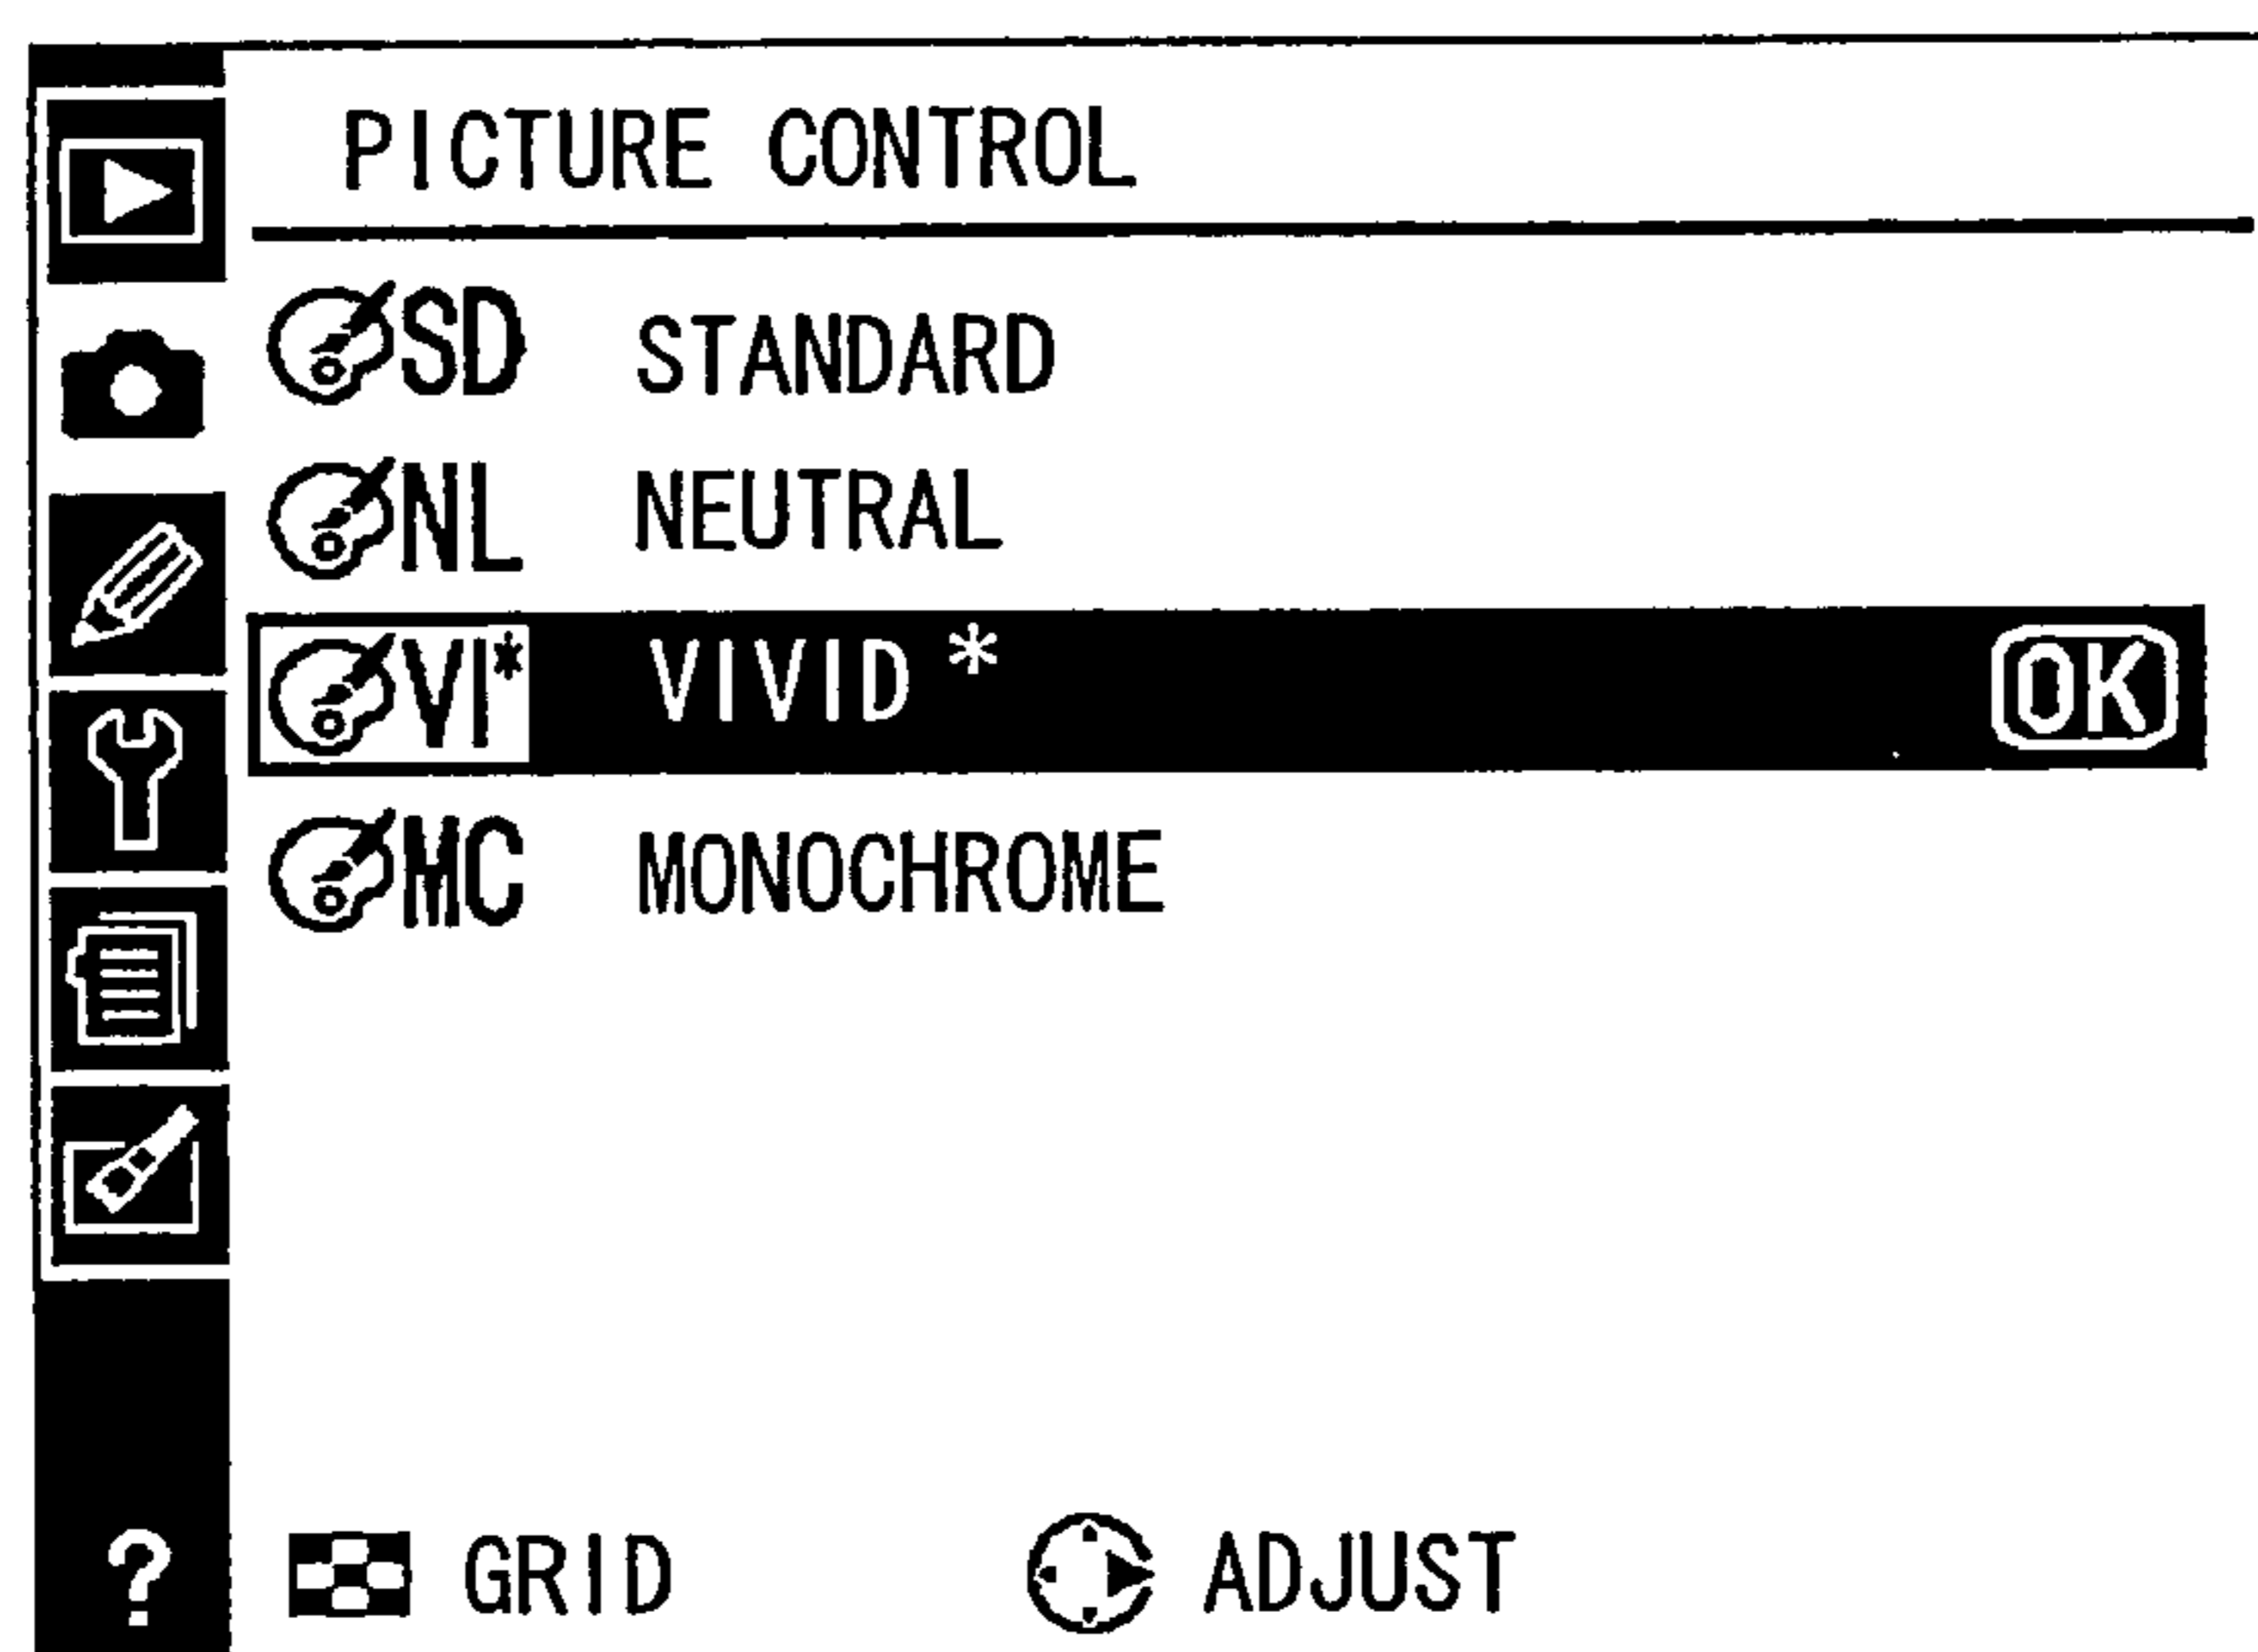 PICTURE CONTROL
SD STANDARD
NL NEUTRAL
VI* VIVID* OK
MC MONOCHROME
? GRID ADJUST